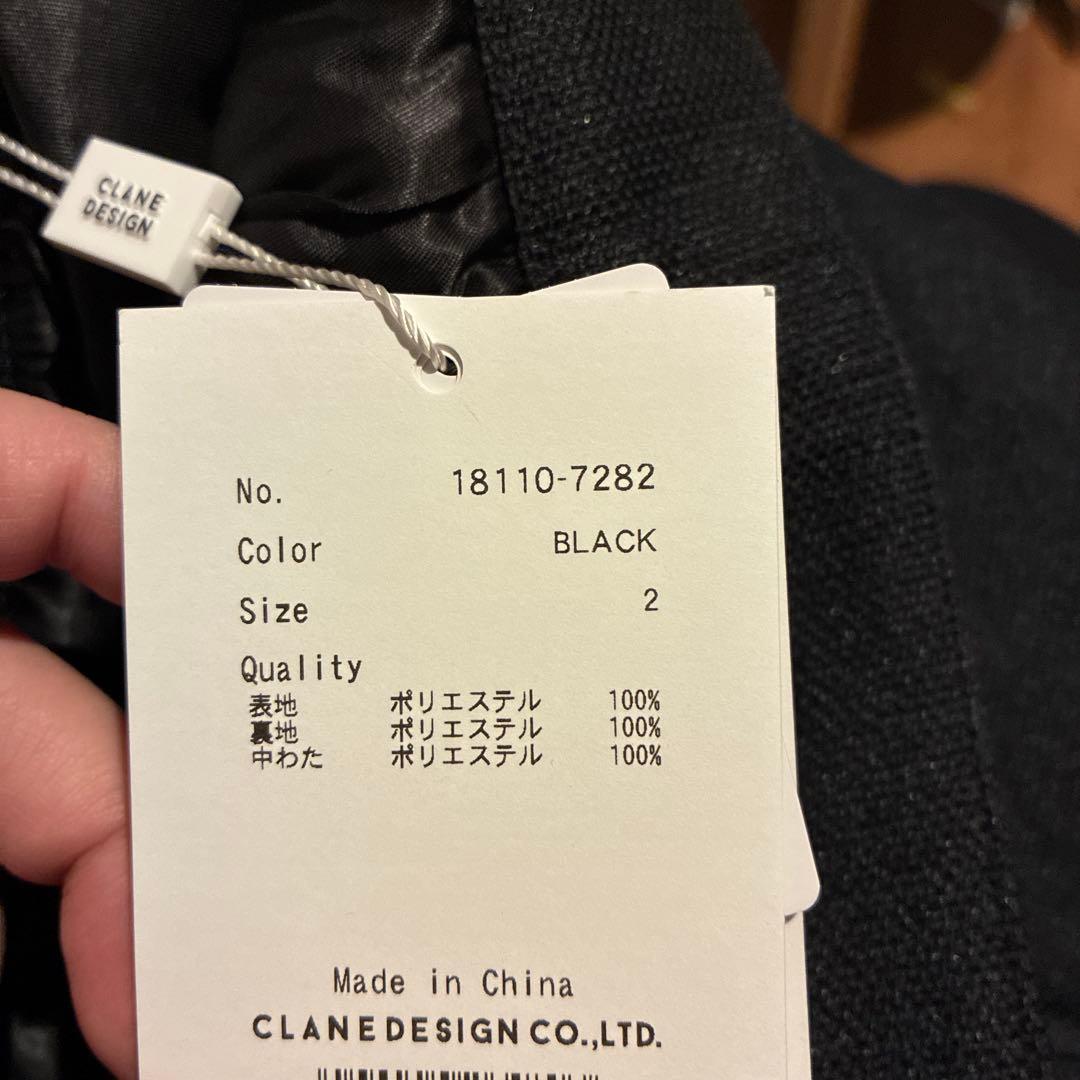 CLANE
DESIGN
No. 18110-7282
Color BLACK
Size 2
Quality
表地 ポリエステル 100%
裏地 ポリエステル 100%
中わた ポリエステル 100%
Made in China
CLANE DESIGN CO.,LTD.